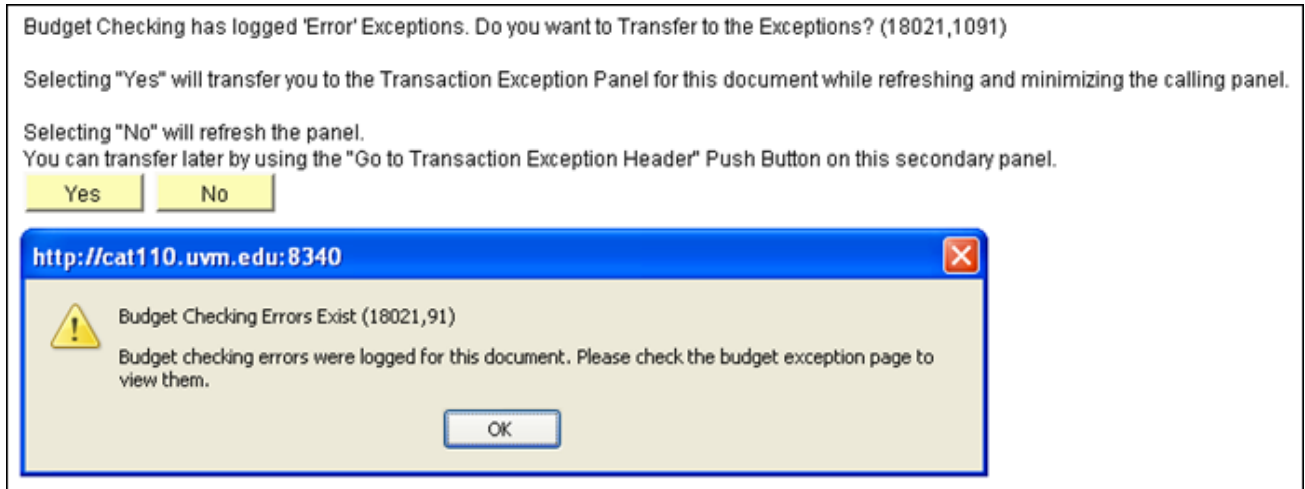 Budget Checking has logged 'Error' Exceptions. Do you want to Transfer to the Exceptions? (18021,1091)
Selecting "Yes" will transfer you to the Transaction Exception Panel for this document while refreshing and minimizing the calling panel.
Selecting "No" will refresh the panel.
You can transfer later by using the "Go to Transaction Exception Header" Push Button on this secondary panel.
Yes No
http://cat110.uvm.edu:8340
Budget Checking Errors Exist (18021,91)
Budget checking errors were logged for this document. Please check the budget exception page to
view them.
OK